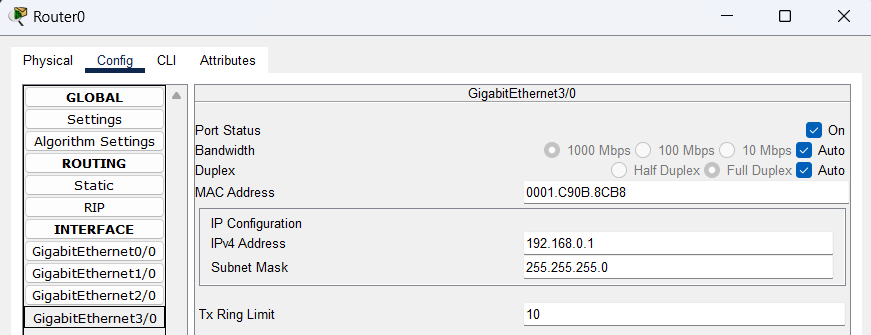 Router0
Physical Config CLI Attributes
GLOBAL
Settings
Algorithm Settings
ROUTING
Static
RIP
INTERFACE
GigabitEthernet0/0
GigabitEthernet1/0
GigabitEthernet2/0
GigabitEthernet3/0
GigabitEthernet3/0
Port Status On
Bandwidth 1000 Mbps 100 Mbps 10 Mbps Auto
Duplex Half Duplex Full Duplex Auto
MAC Address 0001.C90B.8CB8
IP Configuration
IPv4 Address 192.168.0.1
Subnet Mask 255.255.255.0
Tx Ring Limit 10